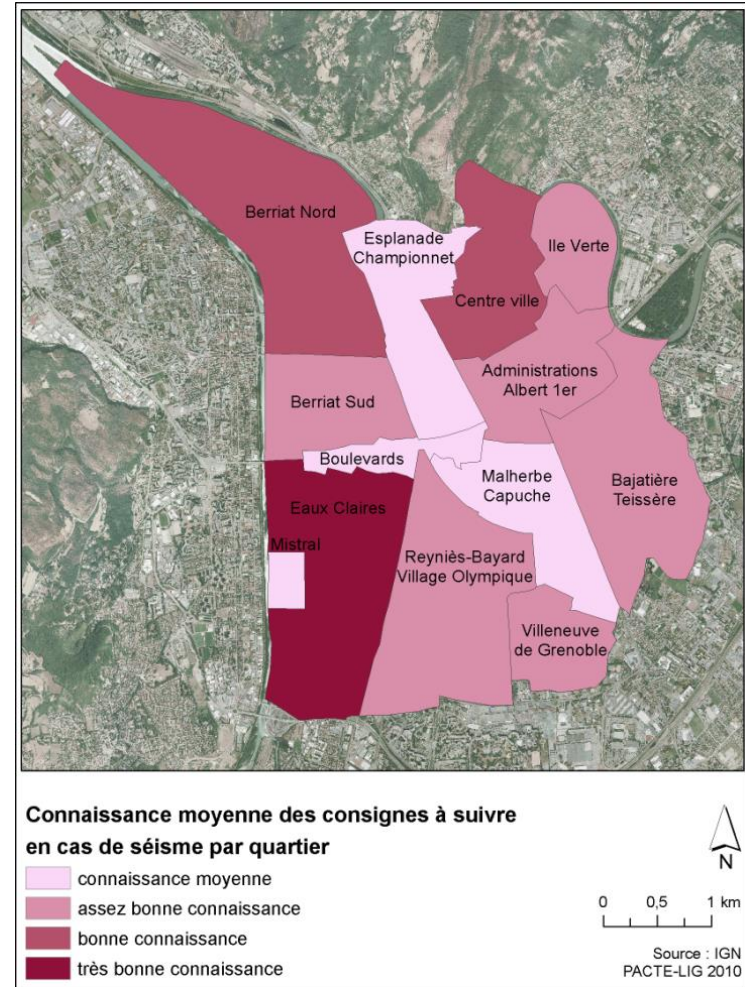 Berriat Nord
Esplanade
Championnet
Ile Verte
Centre ville
Administrations
Albert 1er
Berriat Sud
Boulevards
Malherbe
Capuche
Bajatière
Teissère
Eaux Claires
Mistral
Reyniès-Bayard
Village Olympique
Villeneuve
de Grenoble
Connaissance moyenne des consignes à suivre
en cas de séisme par quartier
connaissance moyenne
assez bonne connaissance
bonne connaissance
très bonne connaissance
N
0 0,5 1 km
Source : IGN
PACTE-LIG 2010